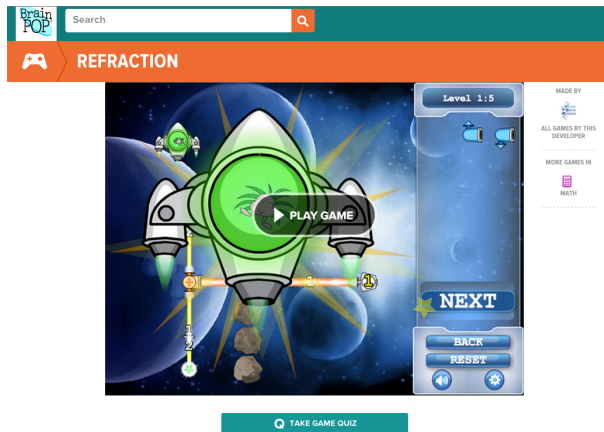 Brain
POP
Search
REFRACTION
Level 1:5
MADE BY
ALL GAMES BY THIS
DEVELOPER
MORE GAMES IN
MATH
PLAY GAME
1
1
1
2
NEXT
BACK
RESET
TAKE GAME QUIZ